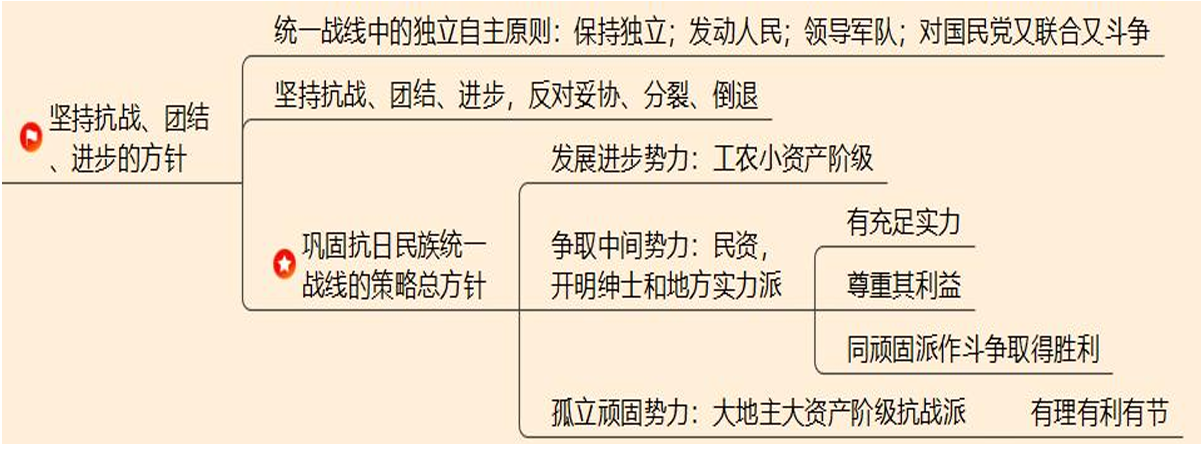 统一战线中的独立自主原则：保持独立；发动人民；领导军队；对国民党又联合又斗争
坚持抗战、团结
、进步的方针
坚持抗战、团结、进步，反对妥协、分裂、倒退
巩固抗日民族统一
战线的策略总方针
发展进步势力：工农小资产阶级
争取中间势力：民资，
开明绅士和地方实力派
有充足实力
尊重其利益
同顽固派作斗争取得胜利
孤立顽固势力：大地主大资产阶级抗战派
有理有利有节